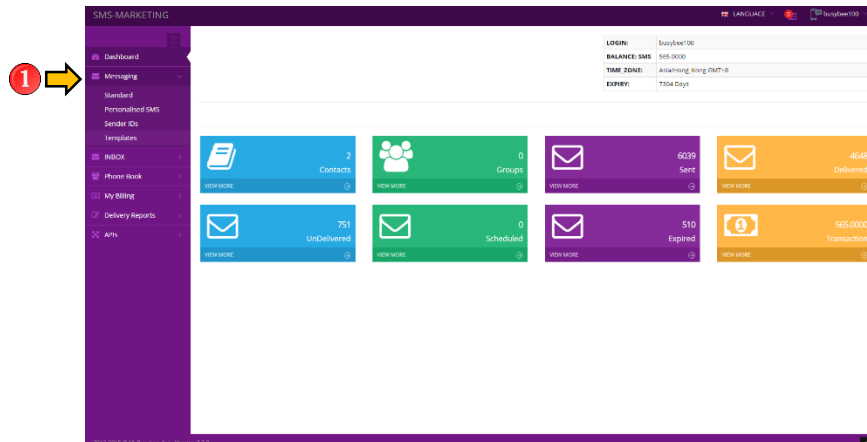 SMS-MARKETING
LANGUAGE
busybee100
Dashboard
1
Messaging
Standard
Personalised SMS
Sender IDs
Templates
INBOX
Phone Book
My Billing
Delivery Reports
APIs
LOGIN: busybee100
BALANCE: SMS 565.0000
TIME ZONE: Asia/Hong_Kong GMT+8
EXPIRY: 7304 Days
2
Contacts
VIEW MORE
0
Groups
VIEW MORE
6039
Sent
VIEW MORE
4648
Delivered
VIEW MORE
751
UnDelivered
VIEW MORE
0
Scheduled
VIEW MORE
510
Expired
VIEW MORE
1
565.0000
Transaction
VIEW MORE